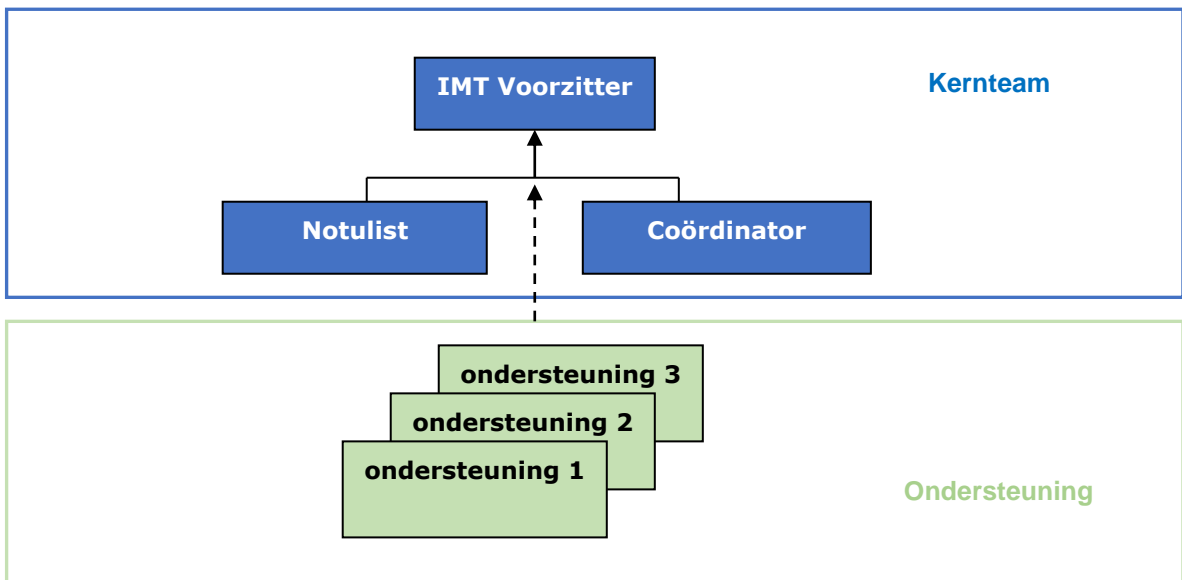 IMT Voorzitter
Kernteam
Notulist
Coördinator
ondersteuning 3
ondersteuning 2
ondersteuning 1
Ondersteuning